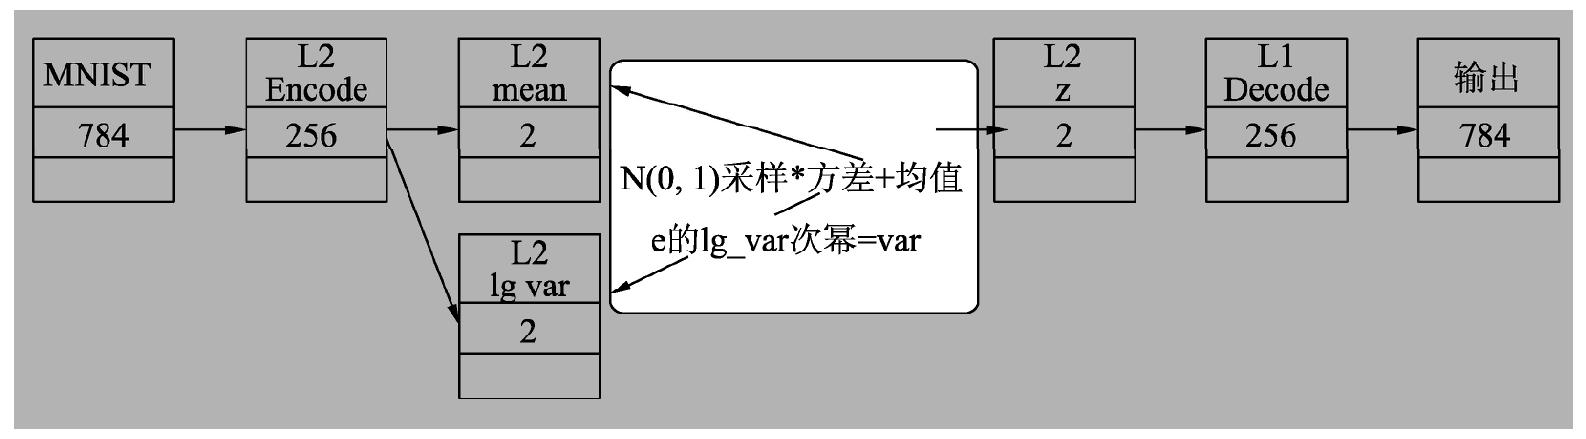 MNIST
784
L2
Encode
256
L2
mean
2
L2
lg var
2
N(0, 1)采样*方差+均值
e的lg_var次幂=var
L2
z
2
L1
Decode
256
输出
784